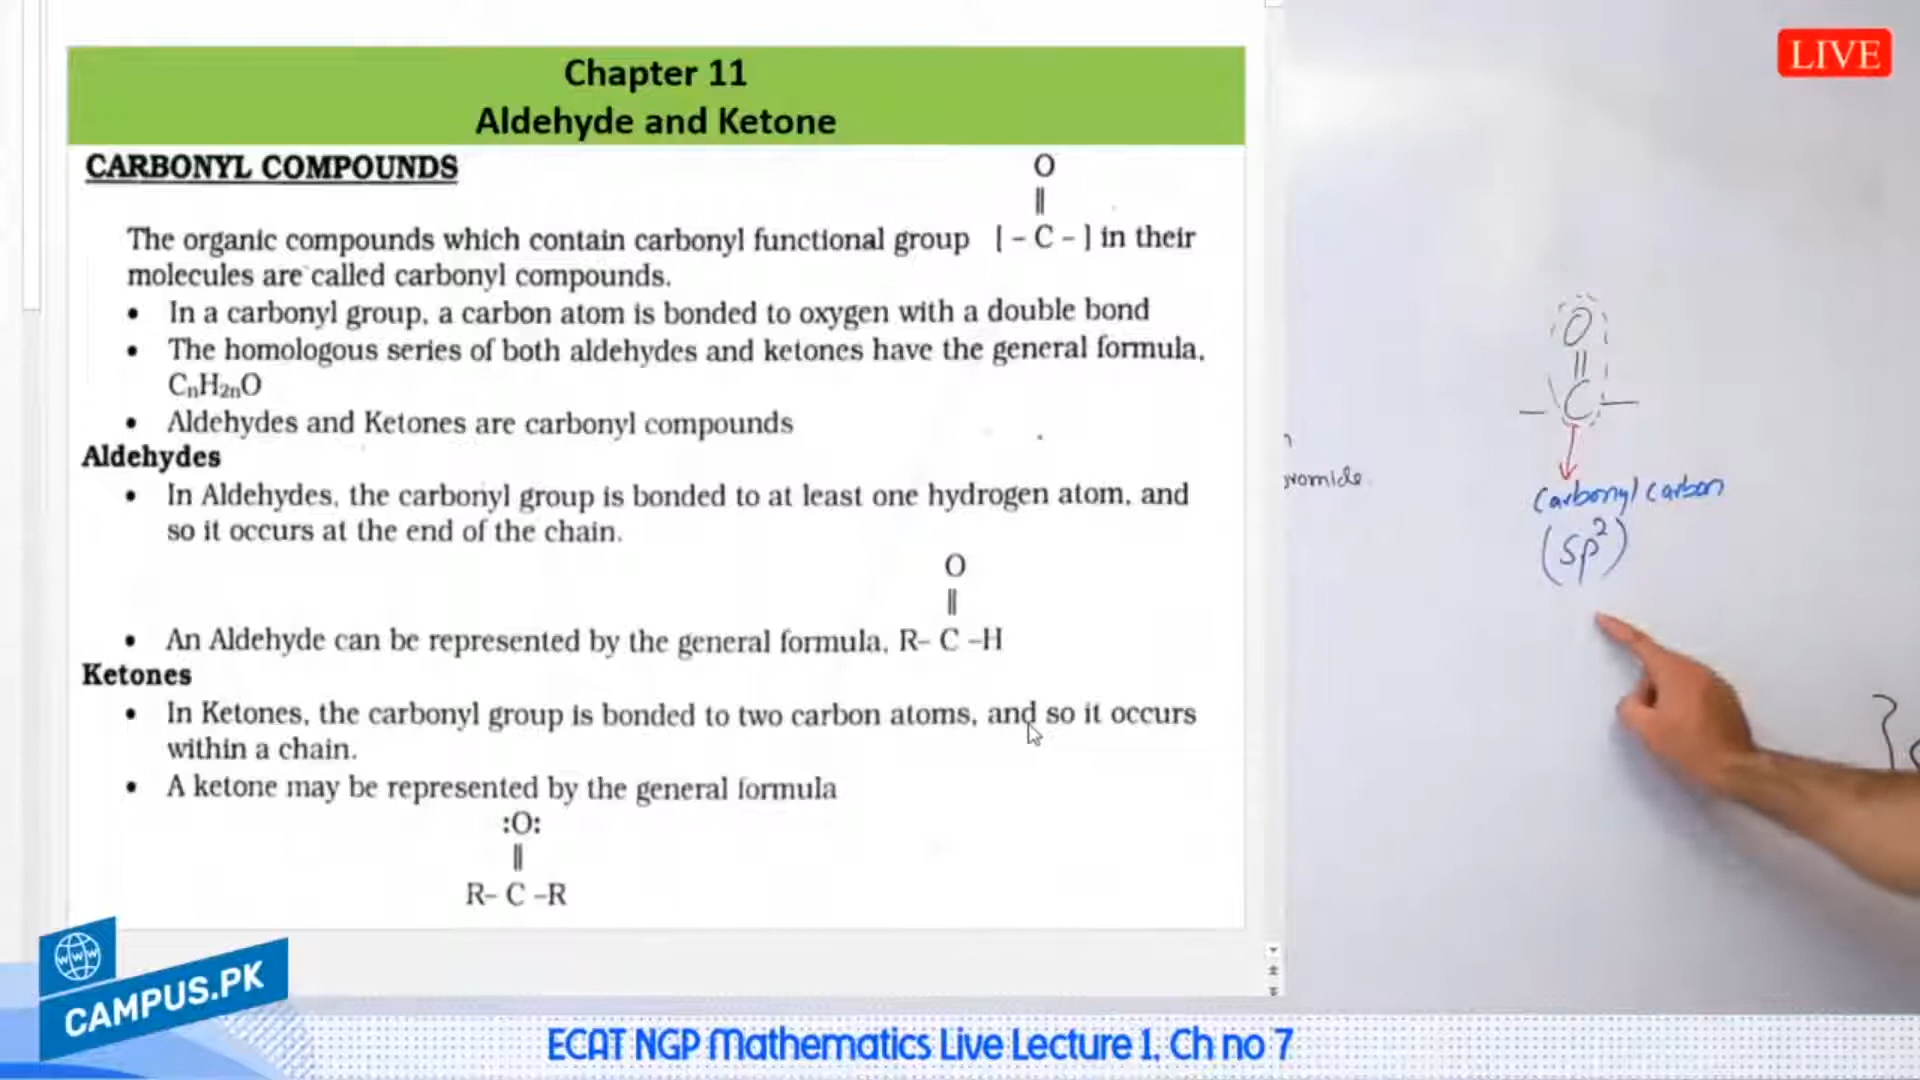 LIVE
Chapter 11
Aldehyde and Ketone
CARBONYL COMPOUNDS
O
||
The organic compounds which contain carbonyl functional group [ – C – ] in their
molecules are called carbonyl compounds.
• In a carbonyl group, a carbon atom is bonded to oxygen with a double bond
• The homologous series of both aldehydes and ketones have the general formula,
CnH2nO
• Aldehydes and Ketones are carbonyl compounds
Aldehydes
• In Aldehydes, the carbonyl group is bonded to at least one hydrogen atom, and
so it occurs at the end of the chain.
O
||
• An Aldehyde can be represented by the general formula, R– C –H
Ketones
• In Ketones, the carbonyl group is bonded to two carbon atoms, and so it occurs
within a chain.
• A ketone may be represented by the general formula
:O:
||
R– C –R
O
||
– C –
Carbonyl carbon
(sp²)
www
CAMPUS.PK
ECAT NGP Mathematics Live Lecture 1, Ch no 7